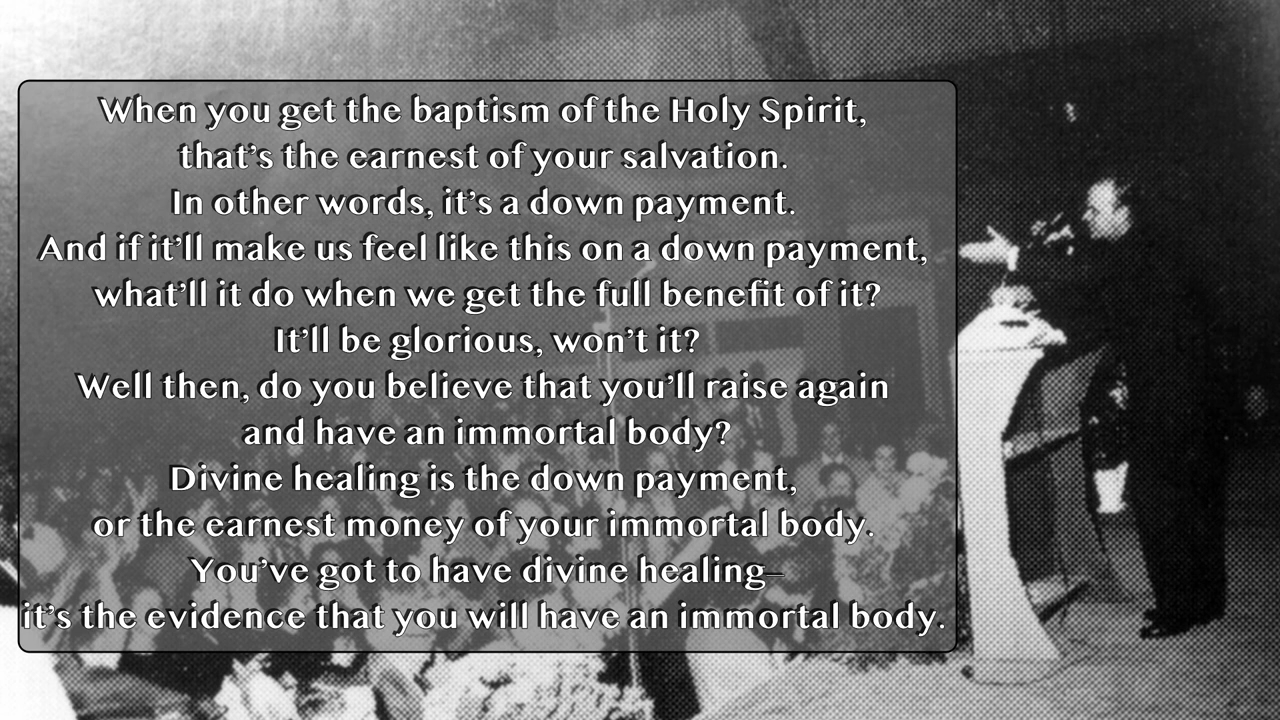 When you get the baptism of the Holy Spirit,
that's the earnest of your salvation.
In other words, it's a down payment.
And if it'll make us feel like this on a down payment,
what'll it do when we get the full benefit of it?
It'll be glorious, won't it?
Well then, do you believe that you'll raise again
and have an immortal body?
Divine healing is the down payment,
or the earnest money of your immortal body.
You've got to have divine healing–
it's the evidence that you will have an immortal body.